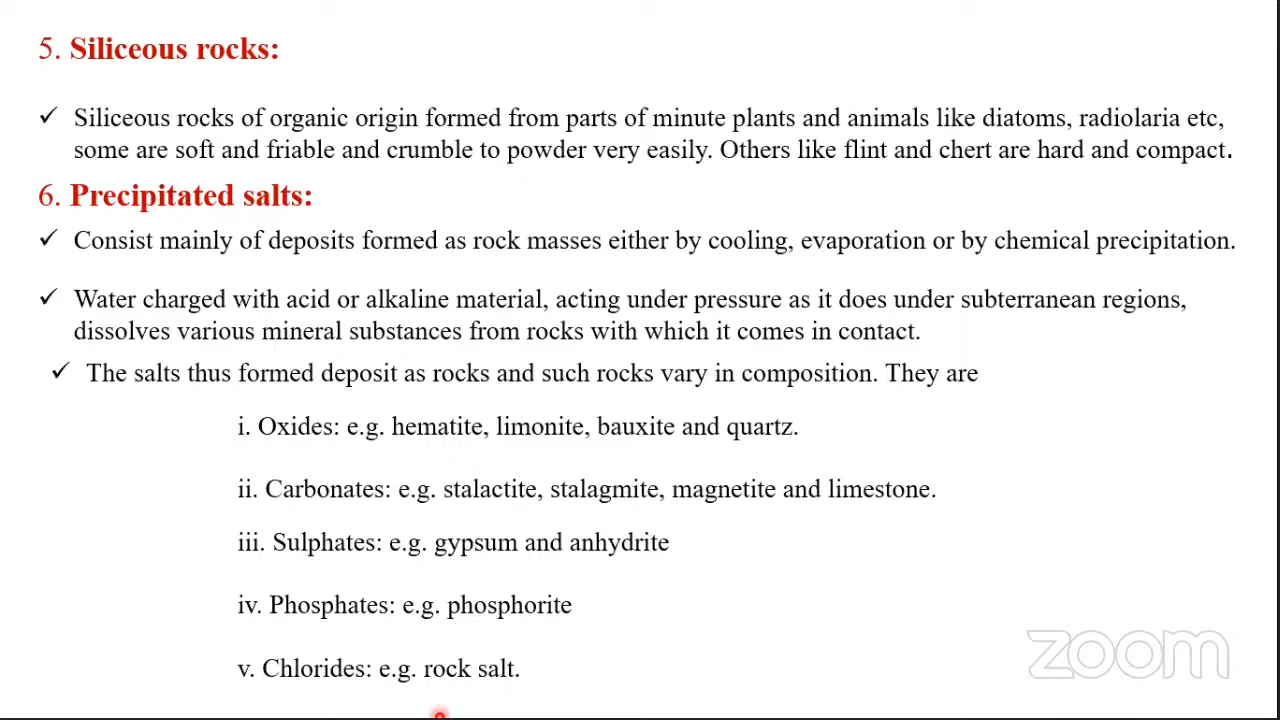 5. Siliceous rocks:
✓ Siliceous rocks of organic origin formed from parts of minute plants and animals like diatoms, radiolaria etc,
some are soft and friable and crumble to powder very easily. Others like flint and chert are hard and compact.
6. Precipitated salts:
✓ Consist mainly of deposits formed as rock masses either by cooling, evaporation or by chemical precipitation.
✓ Water charged with acid or alkaline material, acting under pressure as it does under subterranean regions,
dissolves various mineral substances from rocks with which it comes in contact.
✓ The salts thus formed deposit as rocks and such rocks vary in composition. They are
i. Oxides: e.g. hematite, limonite, bauxite and quartz.
ii. Carbonates: e.g. stalactite, stalagmite, magnetite and limestone.
iii. Sulphates: e.g. gypsum and anhydrite
iv. Phosphates: e.g. phosphorite
v. Chlorides: e.g. rock salt.
zoom